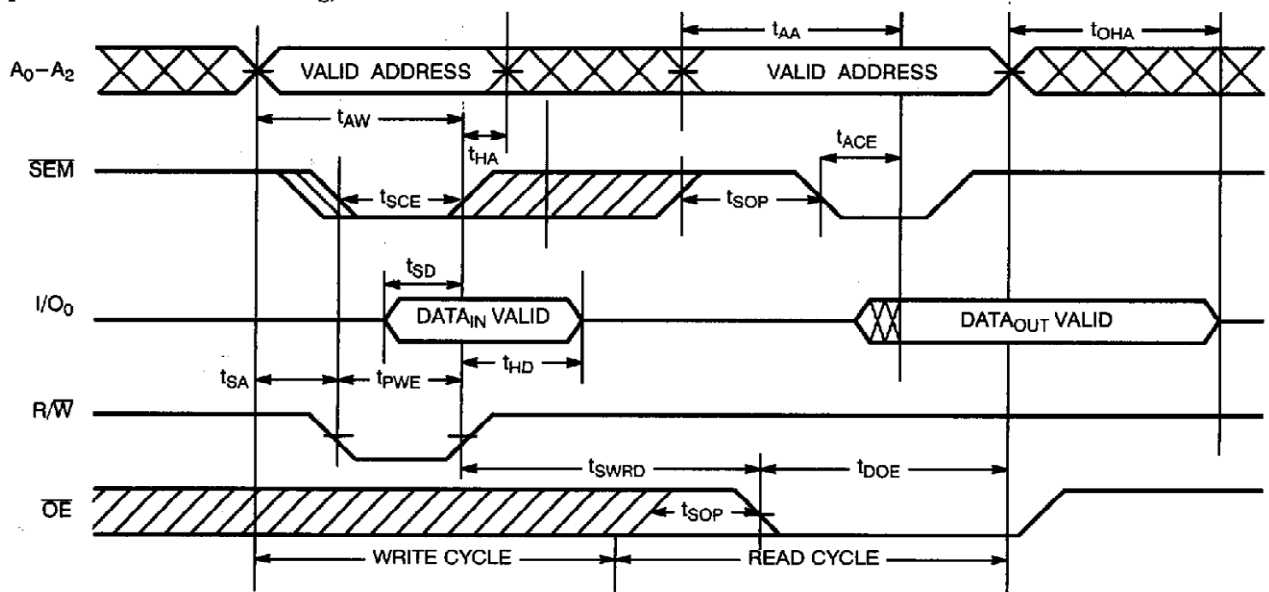 tAA
tOHA
A0–A2
VALID ADDRESS
VALID ADDRESS
tAW
tHA
tACE
SEM
tSCE
tSOP
tSD
I/O0
DATAIN VALID
DATAOUT VALID
tHD
tSA
tPWE
R/W
tSWRD
tDOE
OE
tSOP
WRITE CYCLE
READ CYCLE